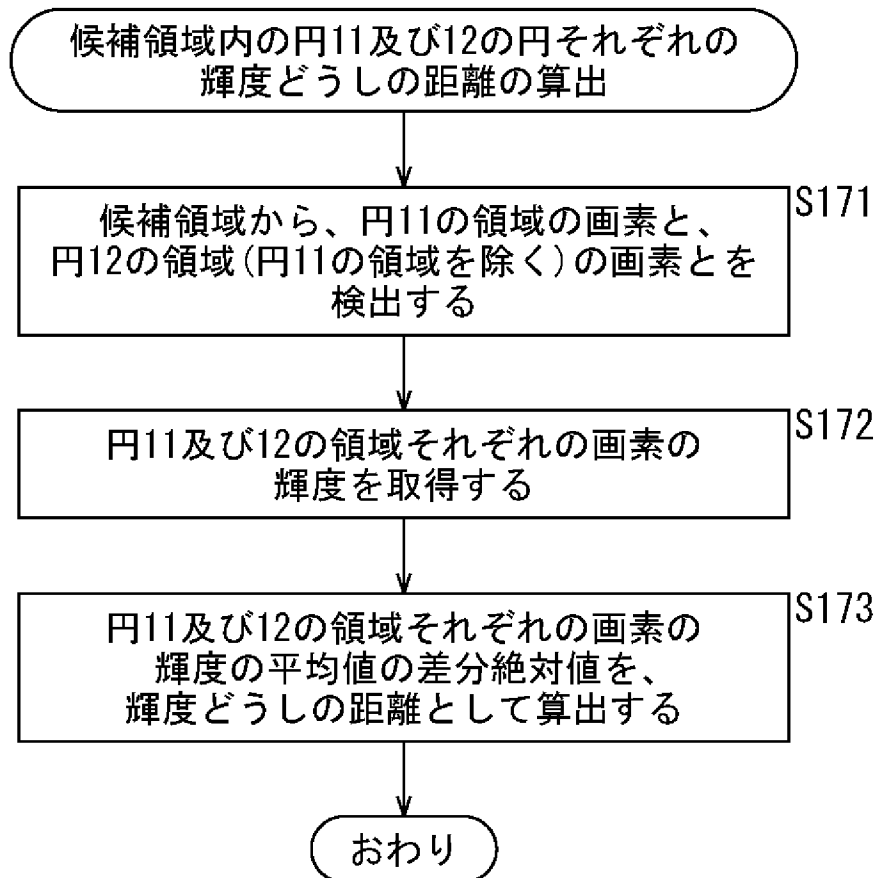 候補領域内の円11及び12の円それぞれの
輝度どうしの距離の算出
S171
候補領域から、円11の領域の画素と、
円12の領域(円11の領域を除く)の画素とを
検出する
S172
円11及び12の領域それぞれの画素の
輝度を取得する
S173
円11及び12の領域それぞれの画素の
輝度の平均値の差分絶対値を、
輝度どうしの距離として算出する
おわり